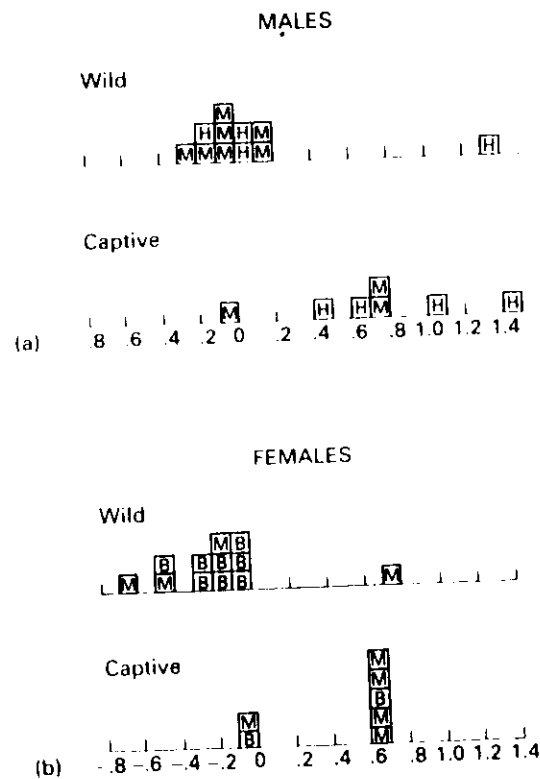 MALES
Wild
M
H M H M
M M M H M H
Captive
M
M H H M H H
(a) .8 .6 .4 .2 0 .2 .4 .6 .8 1.0 1.2 1.4
FEMALES
Wild
M B
B B B B
M M B B B M
Captive
M
M
B
M M
B M
(b) -.8 -.6 -.4 -.2 0 .2 .4 .6 .8 1.0 1.2 1.4